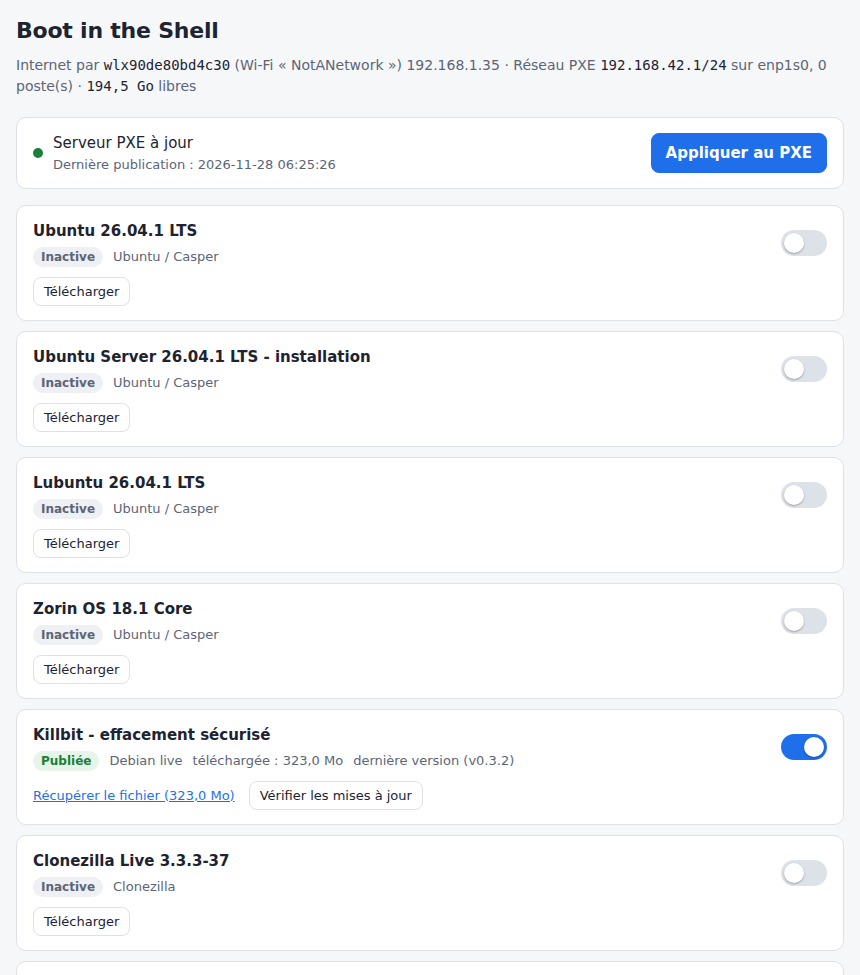 Boot in the Shell
Internet par wlx90de80bd4c30 (Wi-Fi « NotANetwork ») 192.168.1.35 · Réseau PXE 192.168.42.1/24 sur enp1s0, 0
poste(s) · 194,5 Go libres
Serveur PXE à jour
Dernière publication : 2026-11-28 06:25:26
Appliquer au PXE
Ubuntu 26.04.1 LTS
Inactive Ubuntu / Casper
Télécharger
Ubuntu Server 26.04.1 LTS - installation
Inactive Ubuntu / Casper
Télécharger
Lubuntu 26.04.1 LTS
Inactive Ubuntu / Casper
Télécharger
Zorin OS 18.1 Core
Inactive Ubuntu / Casper
Télécharger
Killbit - effacement sécurisé
Publiée Debian live téléchargée : 323,0 Mo dernière version (v0.3.2)
Récupérer le fichier (323,0 Mo) Vérifier les mises à jour
Clonezilla Live 3.3.3-37
Inactive Clonezilla
Télécharger